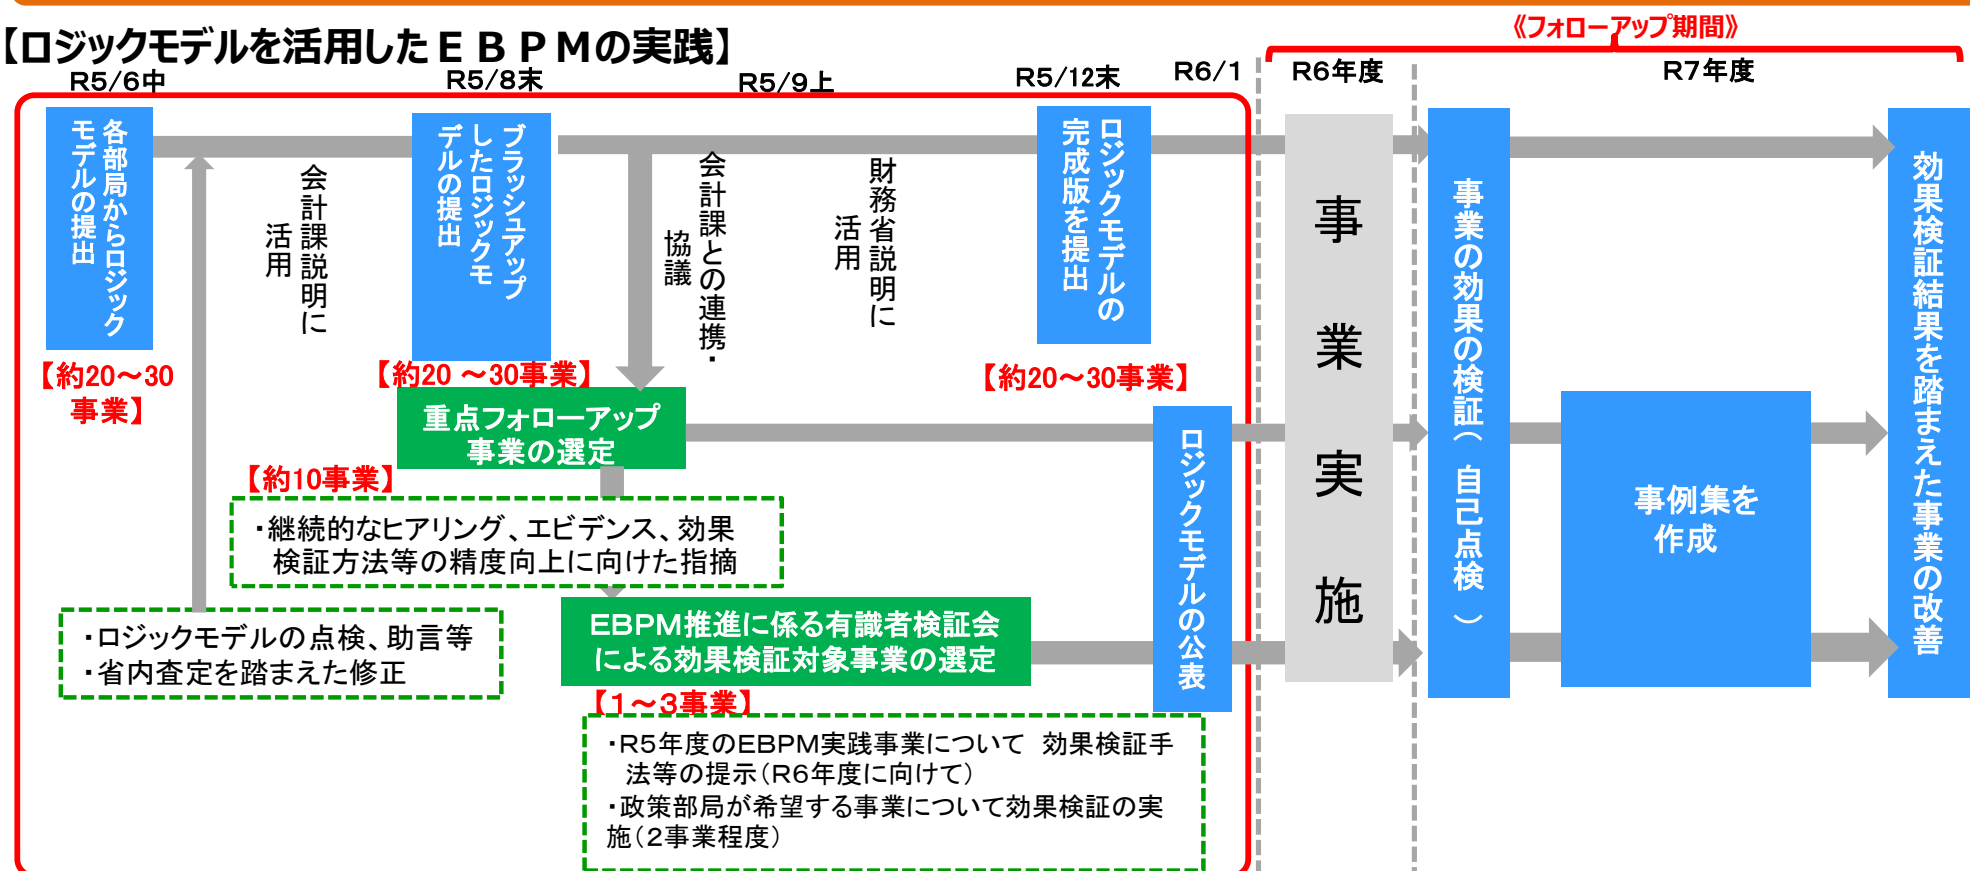 《フォローアップ期間》
【ロジックモデルを活用したＥＢＰＭの実践】
R5/6中
R5/8末
R5/9上
R5/12末
R6/1
R6年度
R7年度
各部局からロジック
モデルの提出
【約20～30
事業】
会計課説明に
活用
ブラッシュアップ
したロジックモ
デルの提出
【約20 ～30事業】
会計課との連携・
協議
財務省説明に
活用
ロジックモデルの
完成版を提出
【約20～30事業】
重点フォローアップ
事業の選定
【約10事業】
・継続的なヒアリング、エビデンス、効果
検証方法等の精度向上に向けた指摘
・ロジックモデルの点検、助言等
・省内査定を踏まえた修正
EBPM推進に係る有識者検証会
による効果検証対象事業の選定
【１～３事業】
・R5年度のEBPM実践事業について　効果検証手
法等の提示（R6年度に向けて）
・政策部局が希望する事業について効果検証の実
施（２事業程度）
ロジックモデルの公表
事業実施
事業の効果の検証（自己点検）
事例集を
作成
効果検証結果を踏まえた事業の改善